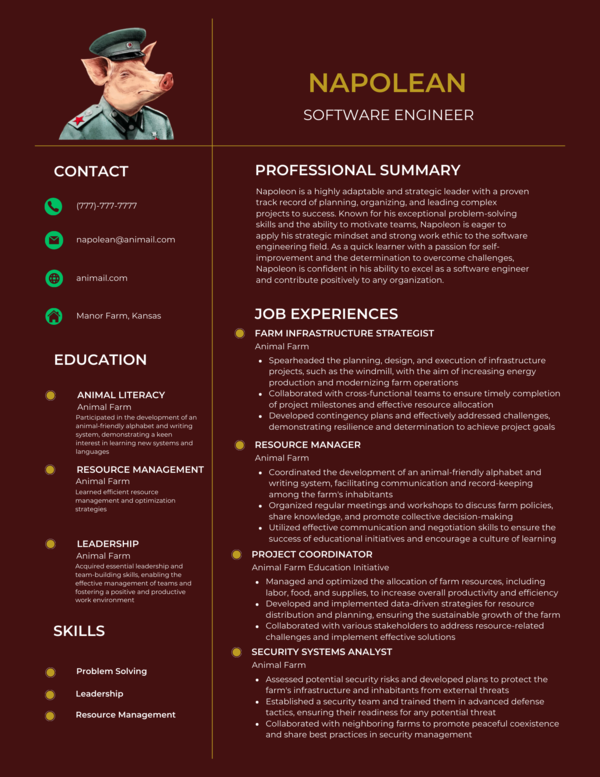 NAPOLEAN
SOFTWARE ENGINEER
CONTACT
(777)-777-7777
napolean@animail.com
animail.com
Manor Farm, Kansas
EDUCATION
ANIMAL LITERACY
Animal Farm
Participated in the development of an
animal-friendly alphabet and writing
system, demonstrating a keen
interest in learning new systems and
languages
RESOURCE MANAGEMENT
Animal Farm
Learned efficient resource
management and optimization
strategies
LEADERSHIP
Animal Farm
Acquired essential leadership and
team-building skills, enabling the
effective management of teams and
fostering a positive and productive
work environment
SKILLS
Problem Solving
Leadership
Resource Management
PROFESSIONAL SUMMARY
Napoleon is a highly adaptable and strategic leader with a proven
track record of planning, organizing, and leading complex
projects to success. Known for his exceptional problem-solving
skills and the ability to motivate teams, Napoleon is eager to
apply his strategic mindset and strong work ethic to the software
engineering field. As a quick learner with a passion for self-
improvement and the determination to overcome challenges,
Napoleon is confident in his ability to excel as a software engineer
and contribute positively to any organization.
JOB EXPERIENCES
FARM INFRASTRUCTURE STRATEGIST
Animal Farm
• Spearheaded the planning, design, and execution of infrastructure
projects, such as the windmill, with the aim of increasing energy
production and modernizing farm operations
• Collaborated with cross-functional teams to ensure timely completion
of project milestones and effective resource allocation
• Developed contingency plans and effectively addressed challenges,
demonstrating resilience and determination to achieve project goals
RESOURCE MANAGER
Animal Farm
• Coordinated the development of an animal-friendly alphabet and
writing system, facilitating communication and record-keeping
among the farm's inhabitants
• Organized regular meetings and workshops to discuss farm policies,
share knowledge, and promote collective decision-making
• Utilized effective communication and negotiation skills to ensure the
success of educational initiatives and encourage a culture of learning
PROJECT COORDINATOR
Animal Farm Education Initiative
• Managed and optimized the allocation of farm resources, including
labor, food, and supplies, to increase overall productivity and efficiency
• Developed and implemented data-driven strategies for resource
distribution and planning, ensuring the sustainable growth of the farm
• Collaborated with various stakeholders to address resource-related
challenges and implement effective solutions
SECURITY SYSTEMS ANALYST
Animal Farm
• Assessed potential security risks and developed plans to protect the
farm's infrastructure and inhabitants from external threats
• Established a security team and trained them in advanced defense
tactics, ensuring their readiness for any potential threat
• Collaborated with neighboring farms to promote peaceful coexistence
and share best practices in security management